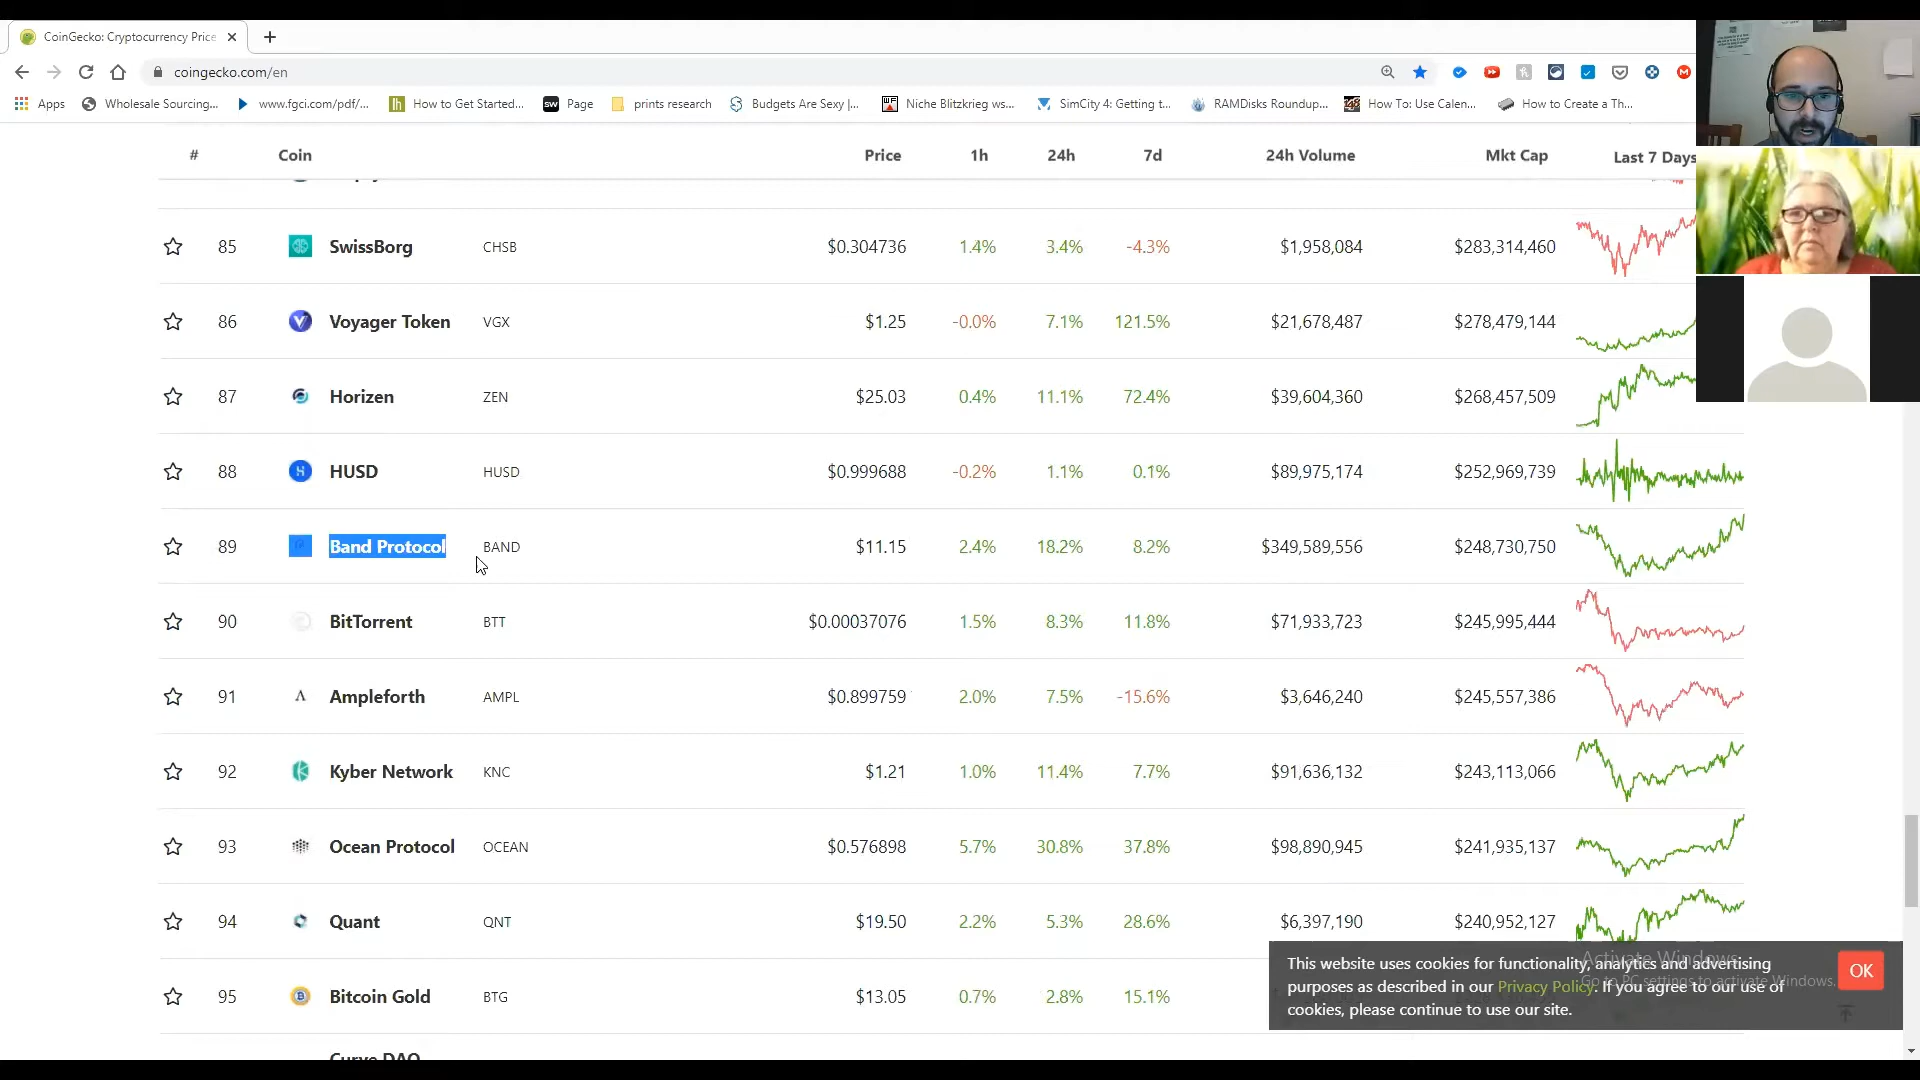 CoinGecko: Cryptocurrency Price
coingecko.com/en
Apps Wholesale Sourcing... www.fgci.com/pdf/... How to Get Started... Page prints research Budgets Are Sexy |... Niche Blitzkrieg ws... SimCity 4: Getting t... RAMDisks Roundup... How To: Use Calen... How to Create a Th...
# Coin Price 1h 24h 7d 24h Volume Mkt Cap Last 7 Days
85 SwissBorg CHSB $0.304736 1.4% 3.4% -4.3% $1,958,084 $283,314,460
86 Voyager Token VGX $1.25 -0.0% 7.1% 121.5% $21,678,487 $278,479,144
87 Horizen ZEN $25.03 0.4% 11.1% 72.4% $39,604,360 $268,457,509
88 HUSD HUSD $0.999688 -0.2% 1.1% 0.1% $89,975,174 $252,969,739
89 Band Protocol BAND $11.15 2.4% 18.2% 8.2% $349,589,556 $248,730,750
90 BitTorrent BTT $0.00037076 1.5% 8.3% 11.8% $71,933,723 $245,995,444
91 Ampleforth AMPL $0.899759 2.0% 7.5% -15.6% $3,646,240 $245,557,386
92 Kyber Network KNC $1.21 1.0% 11.4% 7.7% $91,636,132 $243,113,066
93 Ocean Protocol OCEAN $0.576898 5.7% 30.8% 37.8% $98,890,945 $241,935,137
94 Quant QNT $19.50 2.2% 5.3% 28.6% $6,397,190 $240,952,127
95 Bitcoin Gold BTG $13.05 0.7% 2.8% 15.1%
Curve DAO
This website uses cookies for functionality, analytics and advertising
purposes as described in our Privacy Policy. If you agree to our use of
cookies, please continue to use our site.
OK
Activate Windows
Go to PC settings to activate Windows.